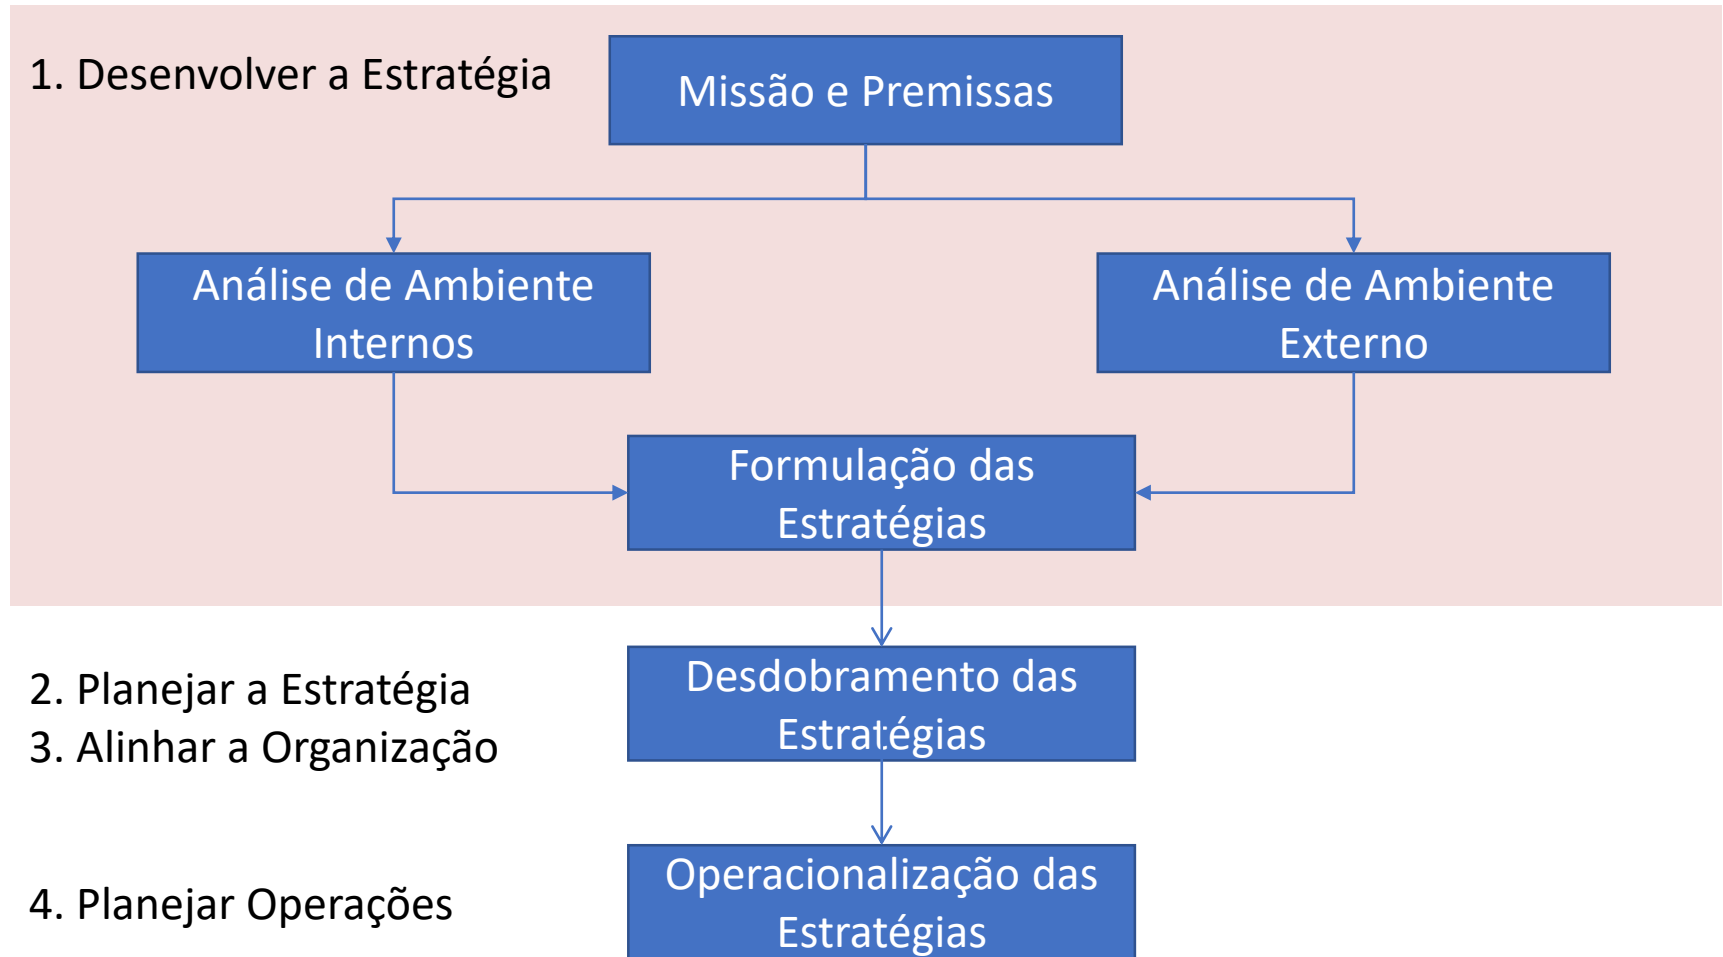 1. Desenvolver a Estratégia
Missão e Premissas
Análise de Ambiente
Internos
Análise de Ambiente
Externo
Formulação das
Estratégias
2. Planejar a Estratégia
3. Alinhar a Organização
Desdobramento das
Estratégias
4. Planejar Operações
Operacionalização das
Estratégias